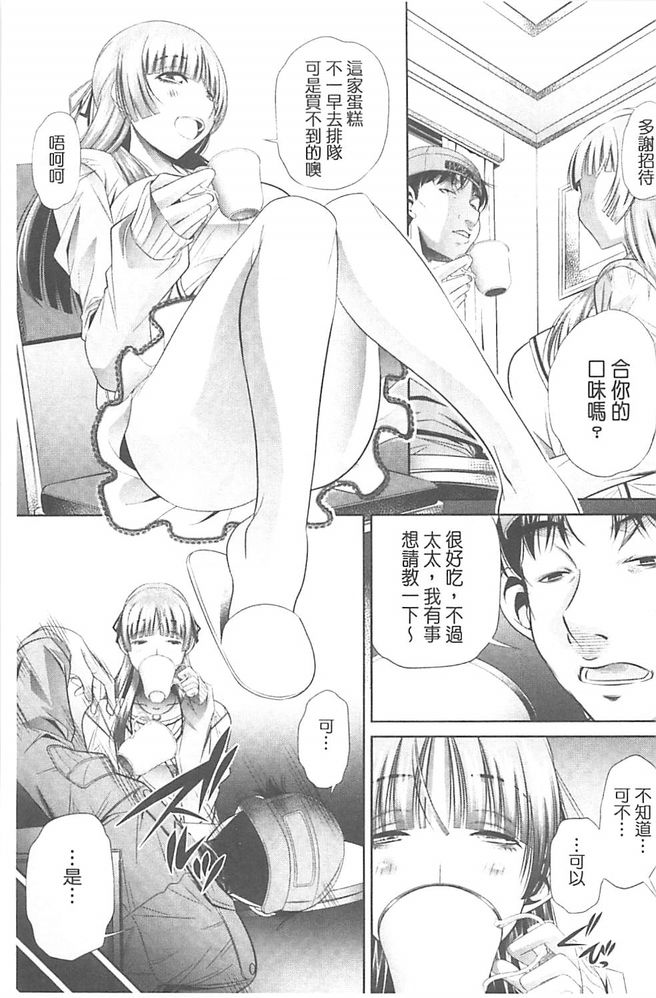 多謝招待
合你的
口味嗎？
這家蛋糕
不一早去排隊
可是買不到的噢
唔呵呵
很好吃，不過
太太，我有事
想請教一下～
不知道…
可不…
…可以
可…
…是…